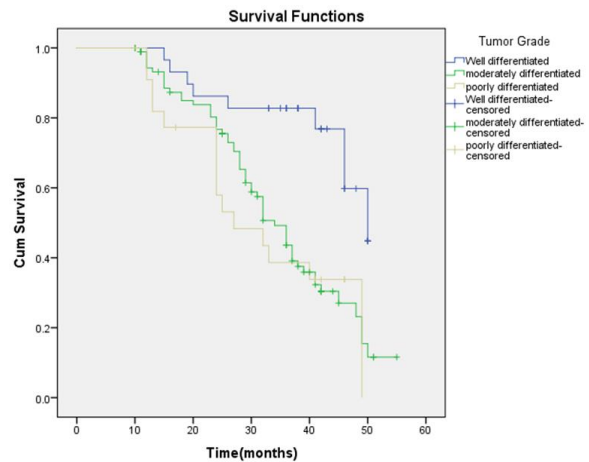 Survival Functions
Tumor Grade
Well differentiated
moderately differentiated
poorly differentiated
Well differentiated-
censored
moderately differentiated-
censored
poorly differentiated-
censored
Cum Survival
1.0
0.8
0.6
0.4
0.2
0.0
0 10 20 30 40 50 60
Time(months)